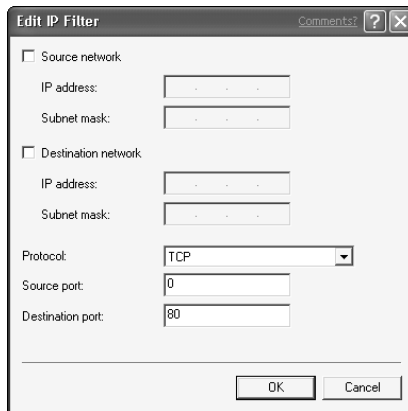 Edit IP Filter Comments? ? X
Source network
IP address: . . .
Subnet mask: . . .
Destination network
IP address: . . .
Subnet mask: . . .
Protocol: TCP
Source port: 0
Destination port: 80
OK Cancel